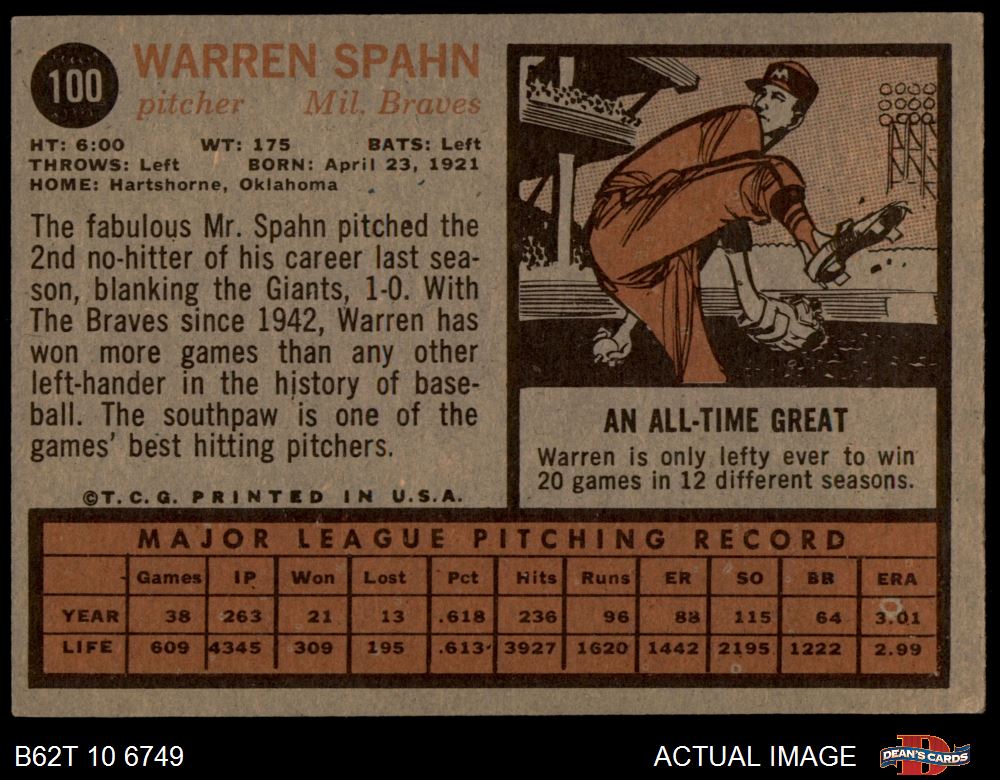 100
WARREN SPAHN
pitcher Mil. Braves
HT: 6:00 WT: 175 BATS: Left
THROWS: Left BORN: April 23, 1921
HOME: Hartshorne, Oklahoma
The fabulous Mr. Spahn pitched the
2nd no-hitter of his career last sea-
son, blanking the Giants, 1-0. With
The Braves since 1942, Warren has
won more games than any other
left-hander in the history of base-
ball. The southpaw is one of the
games' best hitting pitchers.
©T.C.G. PRINTED IN U.S.A.
M
AN ALL-TIME GREAT
Warren is only lefty ever to win
20 games in 12 different seasons.
MAJOR LEAGUE PITCHING RECORD
Games IP Won Lost Pct Hits Runs ER SO BB ERA
YEAR 38 263 21 13 .618 236 96 88 115 64 3.01
LIFE 609 4345 309 195 .613 3927 1620 1442 2195 1222 2.99
B62T 10 6749 ACTUAL IMAGE DEAN'S CARDS